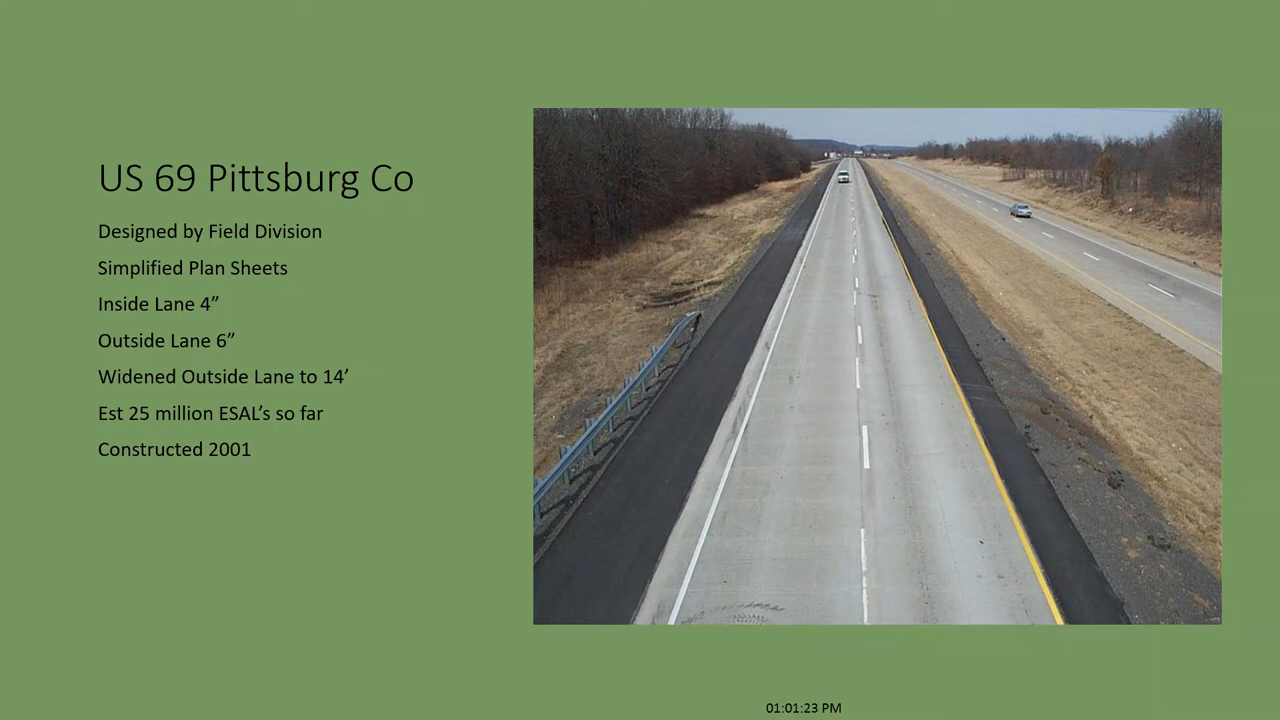 US 69 Pittsburg Co
Designed by Field Division
Simplified Plan Sheets
Inside Lane 4”
Outside Lane 6”
Widened Outside Lane to 14’
Est 25 million ESAL’s so far
Constructed 2001
01:01:23 PM